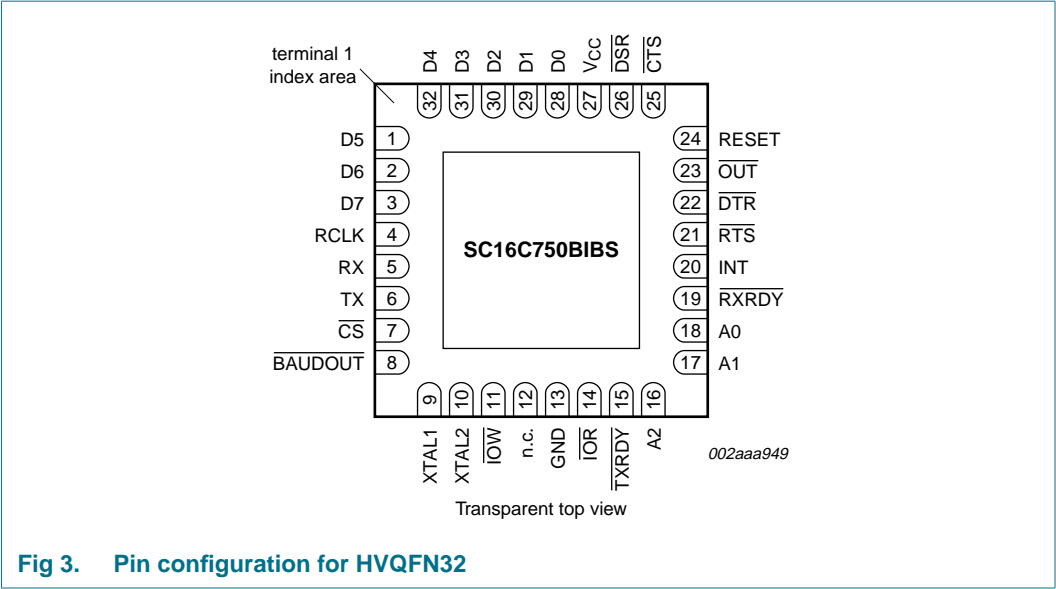 terminal 1
index area
D4 D3 D2 D1 D0 VCC DSR CTS
32 31 30 29 28 27 26 25
D5 1 24 RESET
D6 2 23 OUT
D7 3 22 DTR
RCLK 4 21 RTS
SC16C750BIBS
RX 5 20 INT
TX 6 19 RXRDY
CS 7 18 A0
BAUDOUT 8 17 A1
9 10 11 12 13 14 15 16
XTAL1 XTAL2 IOW n.c. GND IOR TXRDY A2
002aaa949
Transparent top view
Fig 3. Pin configuration for HVQFN32